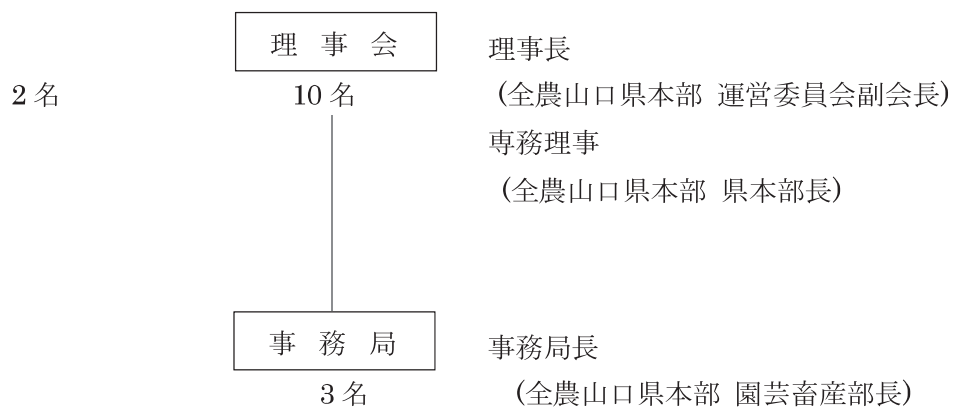 理事会 理事長
2名 10名 (全農山口県本部 運営委員会副会長)
専務理事
(全農山口県本部 県本部長)
事務局 事務局長
3名 (全農山口県本部 園芸畜産部長)